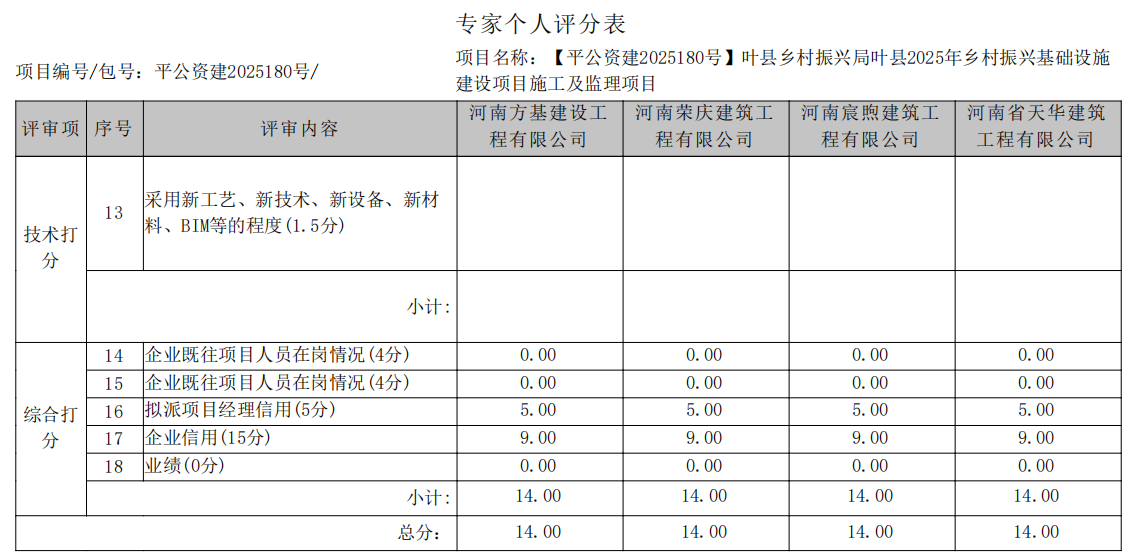 专家个人评分表
项目编号/包号：平公资建2025180号/
项目名称：【平公资建2025180号】叶县乡村振兴局叶县2025年乡村振兴基础设施
建设项目施工及监理项目
评审项 序号 评审内容 河南方基建设工 河南荣庆建筑工 河南宸煦建筑工 河南省天华建筑
程有限公司 程有限公司 程有限公司 工程有限公司
技术打
分
13
采用新工艺、新技术、新设备、新材
料、BIM等的程度(1.5分)
小计:
综合打
分
14 企业既往项目人员在岗情况(4分) 0.00 0.00 0.00 0.00
15 企业既往项目人员在岗情况(4分) 0.00 0.00 0.00 0.00
16 拟派项目经理信用(5分) 5.00 5.00 5.00 5.00
17 企业信用(15分) 9.00 9.00 9.00 9.00
18 业绩(0分) 0.00 0.00 0.00 0.00
小计: 14.00 14.00 14.00 14.00
总分： 14.00 14.00 14.00 14.00